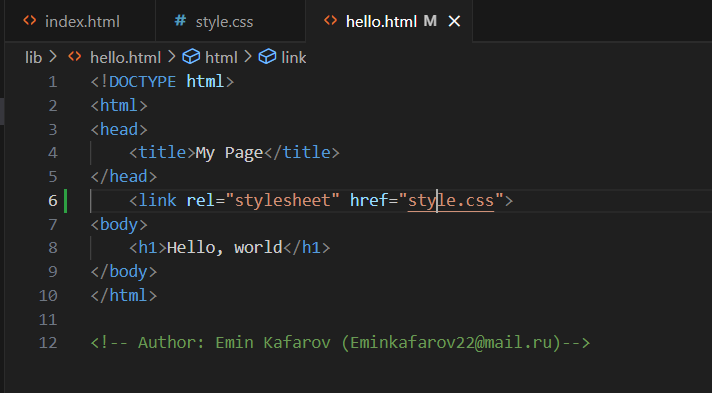 index.html # style.css hello.html M ×
lib > hello.html > html > link
1 <!DOCTYPE html>
2 <html>
3 <head>
4 <title>My Page</title>
5 </head>
6 <link rel="stylesheet" href="style.css">
7 <body>
8 <h1>Hello, world</h1>
9 </body>
10 </html>
11
12 <!-- Author: Emin Kafarov (Eminkafarov22@mail.ru)-->